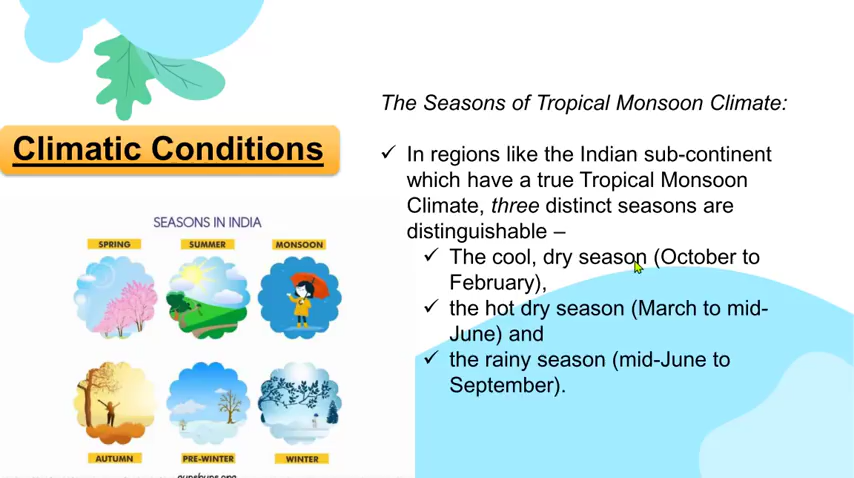 The Seasons of Tropical Monsoon Climate:
Climatic Conditions
✓ In regions like the Indian sub-continent
which have a true Tropical Monsoon
Climate, three distinct seasons are
distinguishable –
✓ The cool, dry season (October to
February),
✓ the hot dry season (March to mid-
June) and
✓ the rainy season (mid-June to
September).
SEASONS IN INDIA
SPRING SUMMER MONSOON
AUTUMN PRE-WINTER WINTER